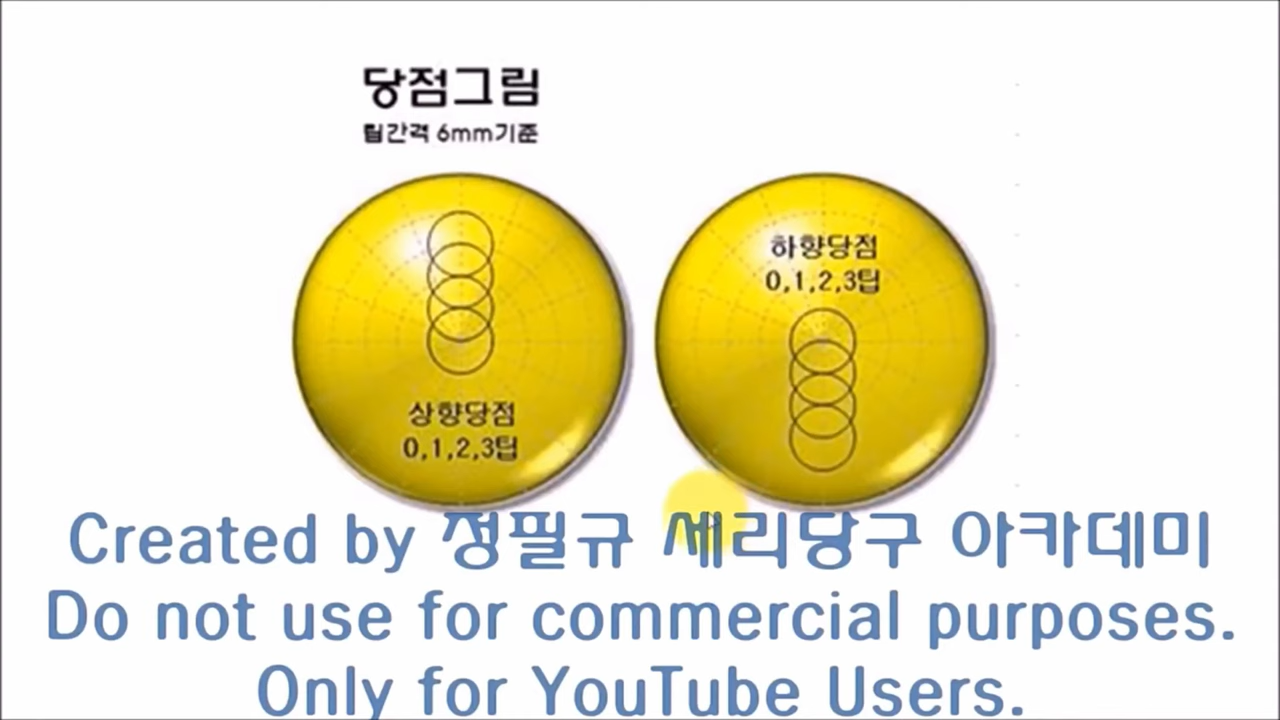 당점그림
팁간격 6mm기준
하향당점
0,1,2,3팁
상향당점
0,1,2,3팁
Created by 정필규 세리당구 아카데미
Do not use for commercial purposes.
Only for YouTube Users.